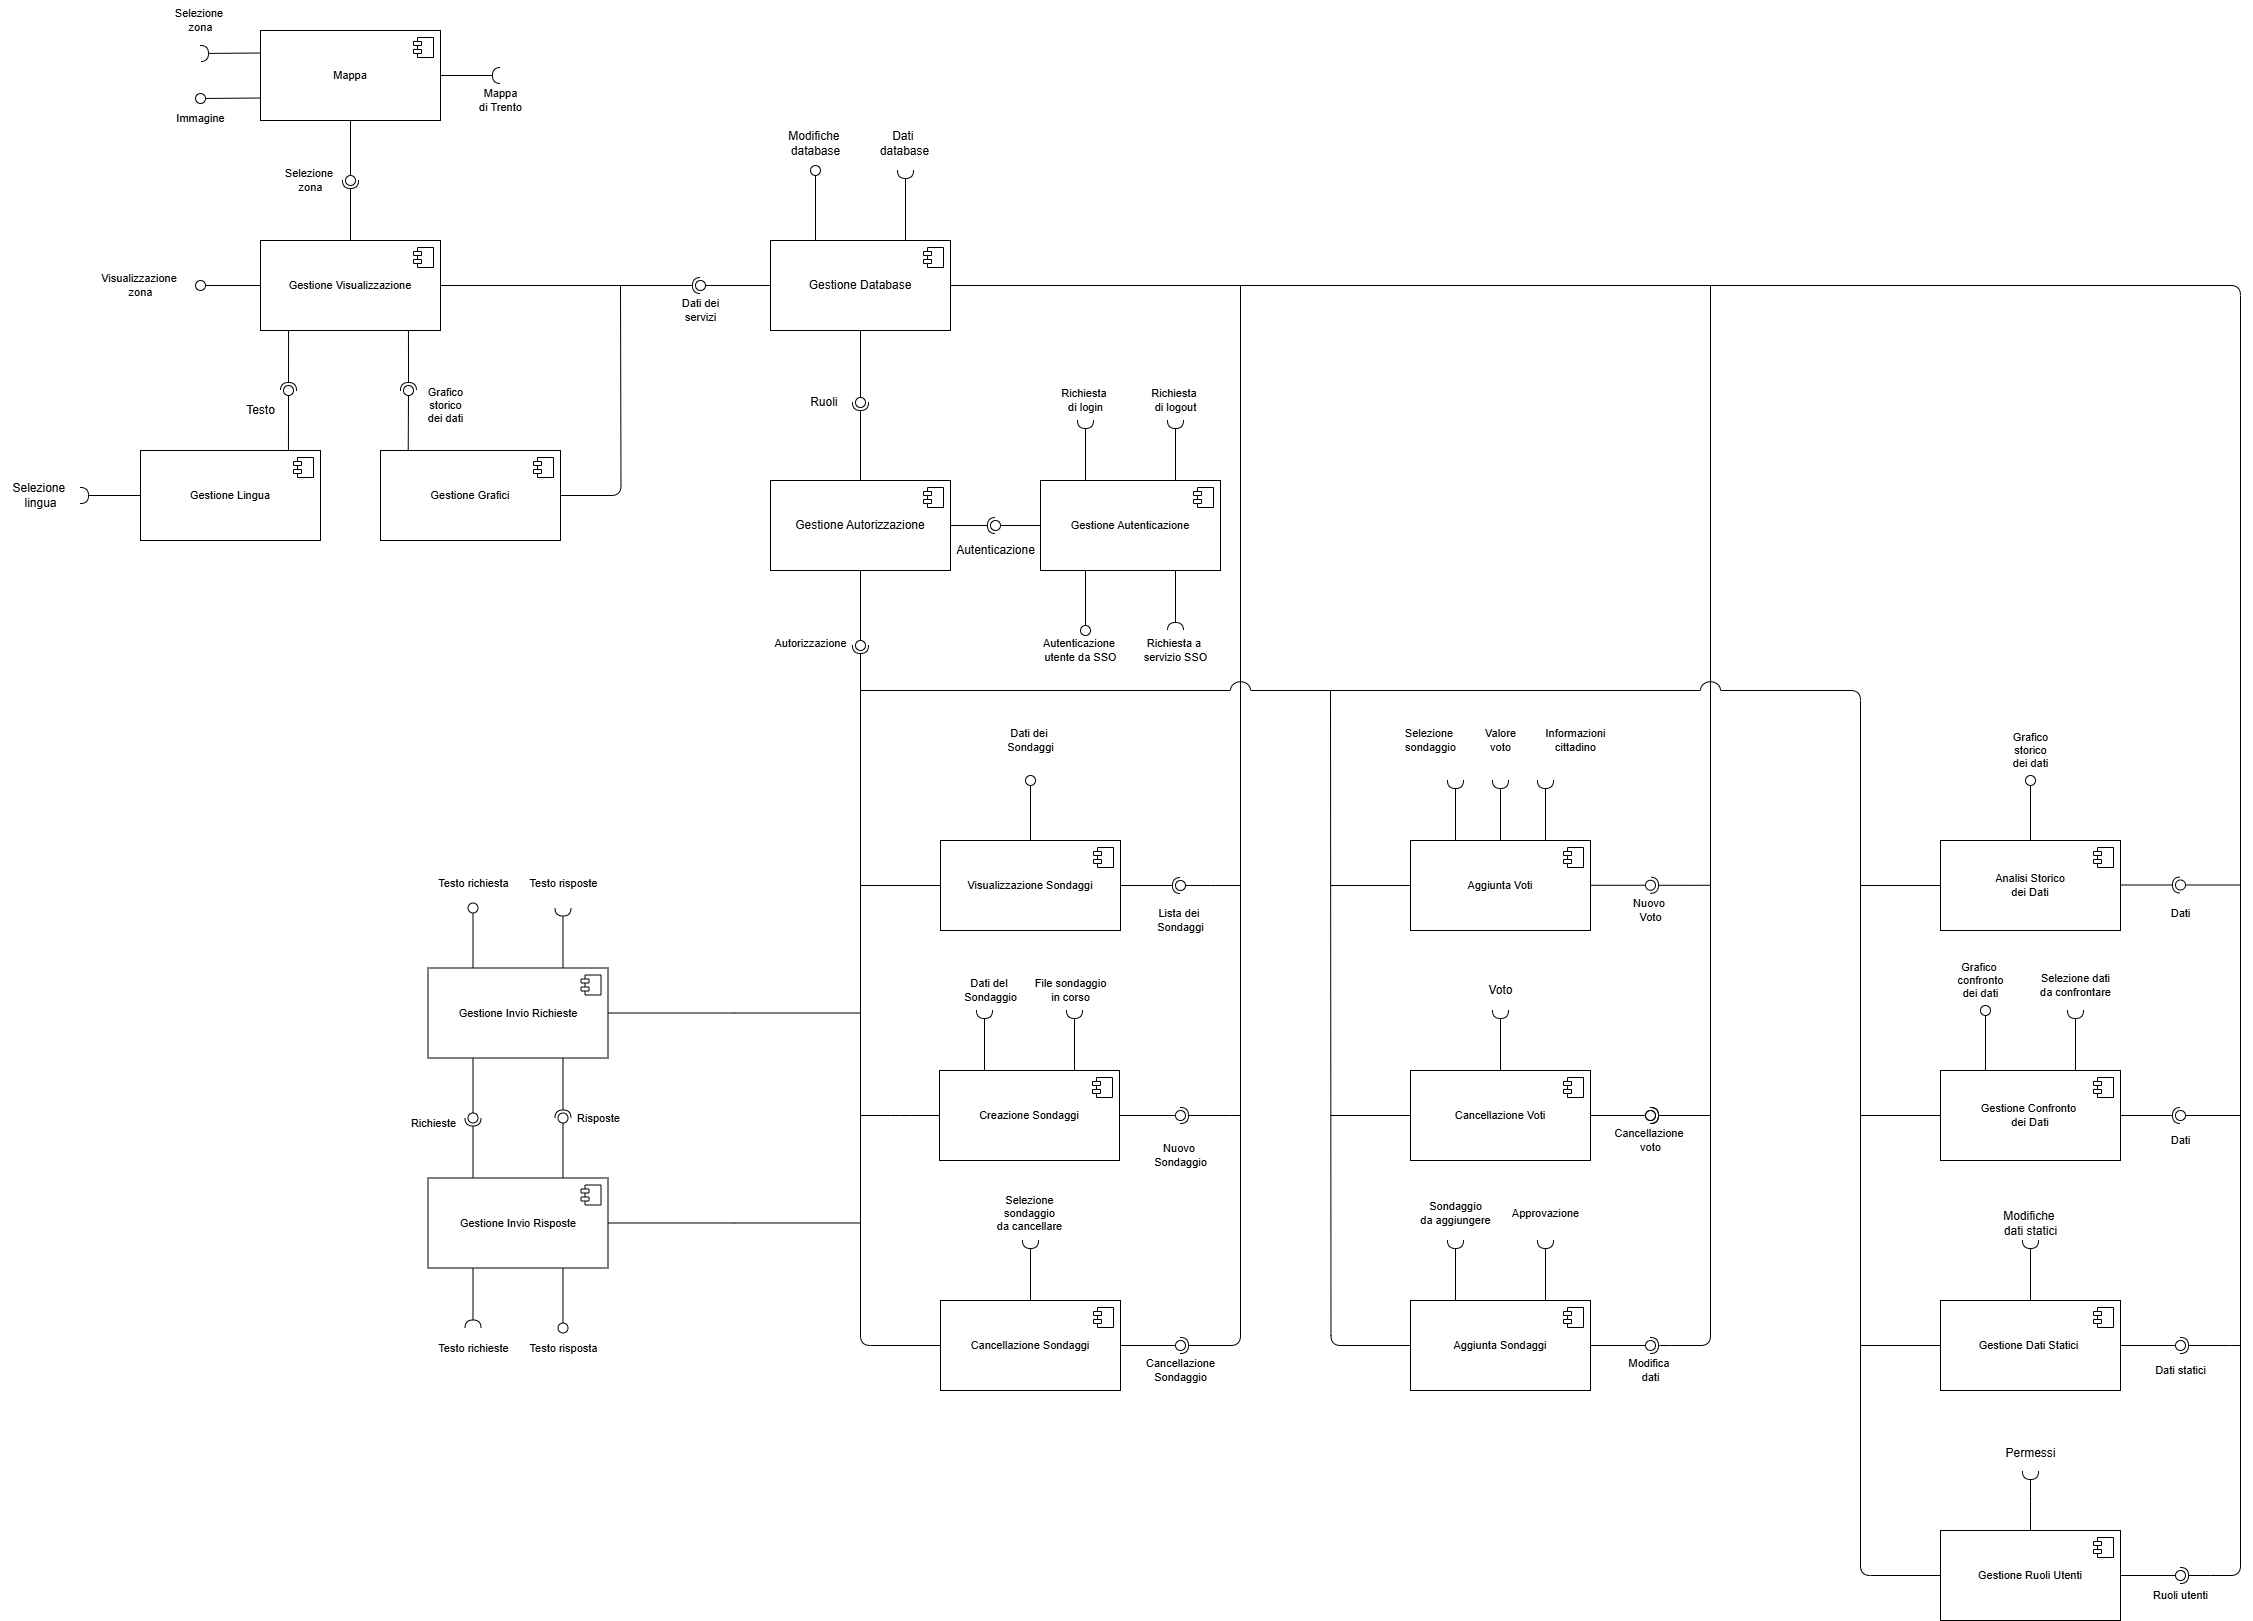 Selezione
zona
Mappa
Mappa
di Trento
Immagine
Selezione
zona
Modifiche
database
Dati
database
Visualizzazione
zona
Gestione Visualizzazione
Dati dei
servizi
Gestione Database
Testo
Grafico
storico
dei dati
Ruoli
Richiesta
di login
Richiesta
di logout
Selezione
lingua
Gestione Lingua
Gestione Grafici
Gestione Autorizzazione
Autenticazione
Gestione Autenticazione
Autorizzazione
Autenticazione
utente da SSO
Richiesta a
servizio SSO
Dati dei
Sondaggi
Selezione
sondaggio
Valore
voto
Informazioni
cittadino
Grafico
storico
dei dati
Visualizzazione Sondaggi
Lista dei
Sondaggi
Aggiunta Voti
Nuovo
Voto
Analisi Storico
dei Dati
Dati
Testo richiesta
Testo risposte
Gestione Invio Richieste
Dati del
Sondaggio
File sondaggio
in corso
Voto
Grafico
confronto
dei dati
Selezione dati
da confrontare
Richieste
Risposte
Creazione Sondaggi
Nuovo
Sondaggio
Cancellazione Voti
Cancellazione
voto
Gestione Confronto
dei Dati
Dati
Gestione Invio Risposte
Selezione
sondaggio
da cancellare
Sondaggio
da aggiungere
Approvazione
Modifiche
dati statici
Testo richieste
Testo risposta
Cancellazione Sondaggi
Cancellazione
Sondaggio
Aggiunta Sondaggi
Modifica
dati
Gestione Dati Statici
Dati statici
Permessi
Gestione Ruoli Utenti
Ruoli utenti